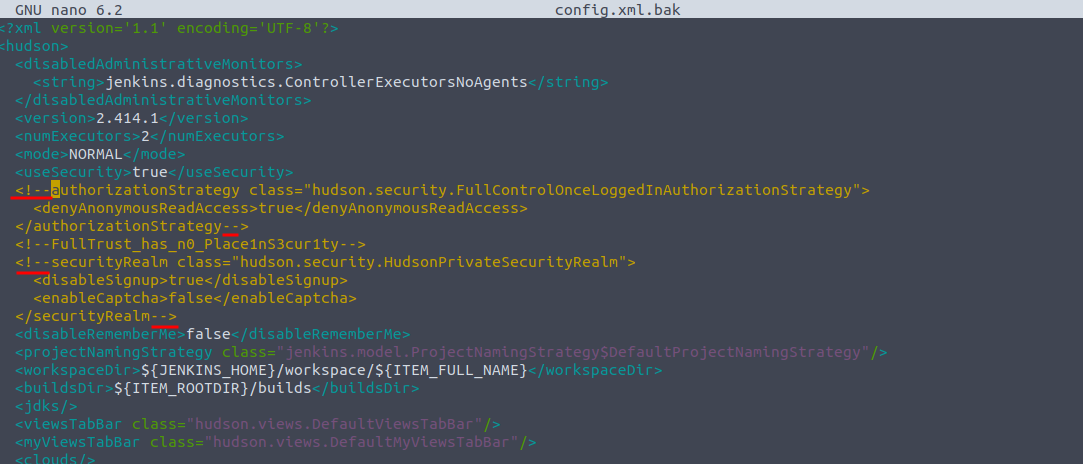 GNU nano 6.2 config.xml.bak
<?xml version='1.1' encoding='UTF-8'?>
<hudson>
  <disabledAdministrativeMonitors>
    <string>jenkins.diagnostics.ControllerExecutorsNoAgents</string>
  </disabledAdministrativeMonitors>
  <version>2.414.1</version>
  <numExecutors>2</numExecutors>
  <mode>NORMAL</mode>
  <useSecurity>true</useSecurity>
  <!--authorizationStrategy class="hudson.security.FullControlOnceLoggedInAuthorizationStrategy">
    <denyAnonymousReadAccess>true</denyAnonymousReadAccess>
  </authorizationStrategy-->
  <!--FullTrust_has_n0_Place1nS3cur1ty-->
  <!--securityRealm class="hudson.security.HudsonPrivateSecurityRealm">
    <disableSignup>true</disableSignup>
    <enableCaptcha>false</enableCaptcha>
  </securityRealm-->
  <disableRememberMe>false</disableRememberMe>
  <projectNamingStrategy class="jenkins.model.ProjectNamingStrategy$DefaultProjectNamingStrategy"/>
  <workspaceDir>${JENKINS_HOME}/workspace/${ITEM_FULL_NAME}</workspaceDir>
  <buildsDir>${ITEM_ROOTDIR}/builds</buildsDir>
  <jdks/>
  <viewsTabBar class="hudson.views.DefaultViewsTabBar"/>
  <myViewsTabBar class="hudson.views.DefaultMyViewsTabBar"/>
  <clouds/>